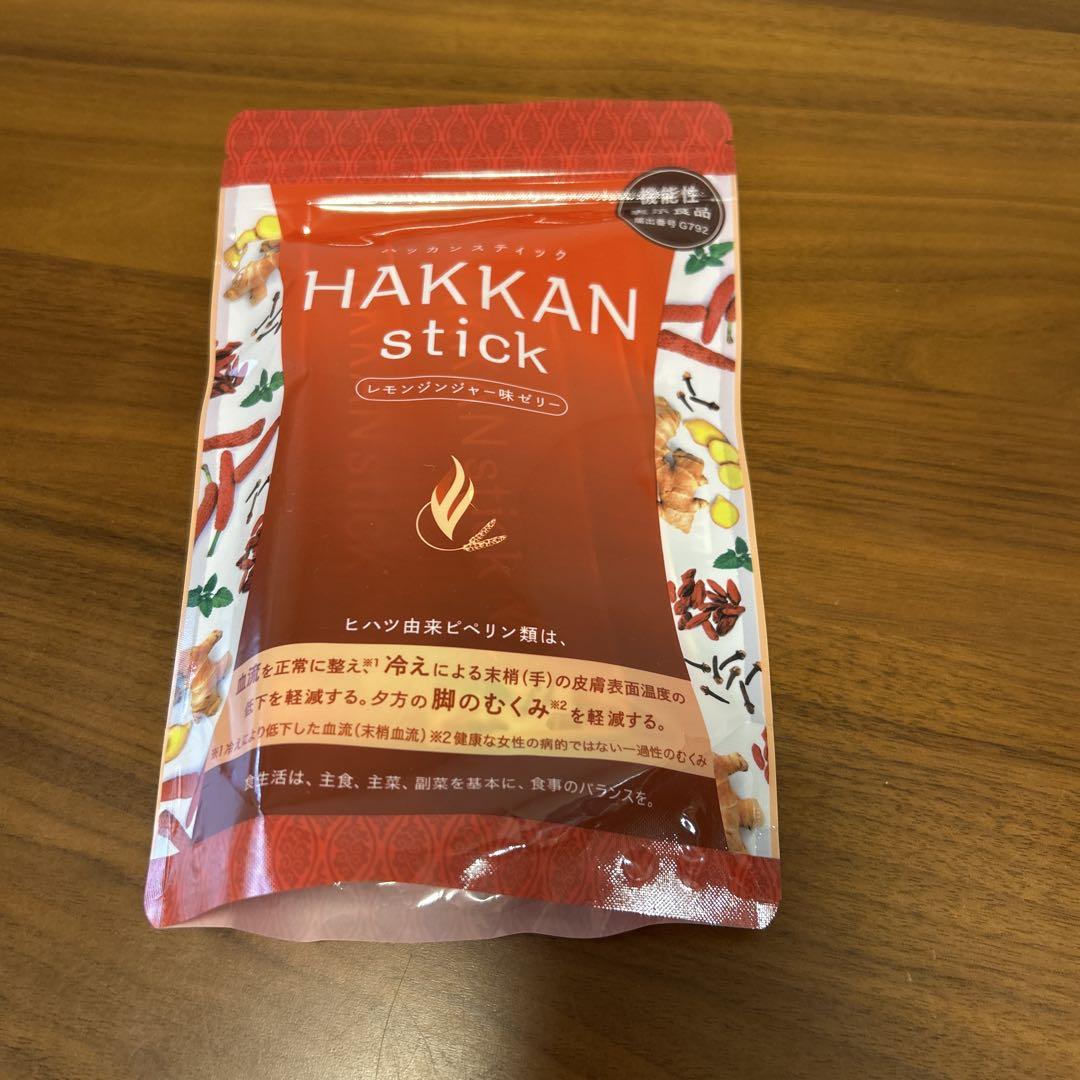 機能性
表示食品
届出番号 G792
ハッカンスティック
HAKKAN
stick
レモンジンジャー味ゼリー
ヒハツ由来ピペリン類は、
血流を正常に整え※1 冷えによる末梢(手)の皮膚表面温度の
低下を軽減する。夕方の 脚のむくみ※2 を軽減する。
※1 冷えにより低下した血流(末梢血流) ※2 健康な女性の病的ではない一過性のむくみ
食生活は、主食、主菜、副菜を基本に、食事のバランスを。